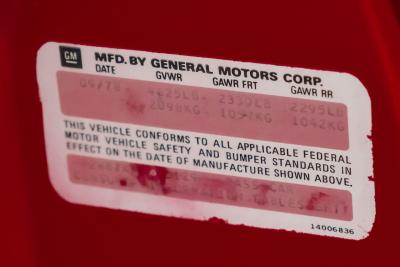 GM MFD. BY GENERAL MOTORS CORP.
DATE GVWR GAWR FRT GAWR RR
09/78 4625LB 2330LB 2295LB
2098KG 1057KG 1042KG
THIS VEHICLE CONFORMS TO ALL APPLICABLE FEDERAL
MOTOR VEHICLE SAFETY AND BUMPER STANDARDS IN
EFFECT ON THE DATE OF MANUFACTURE SHOWN ABOVE.
14006836